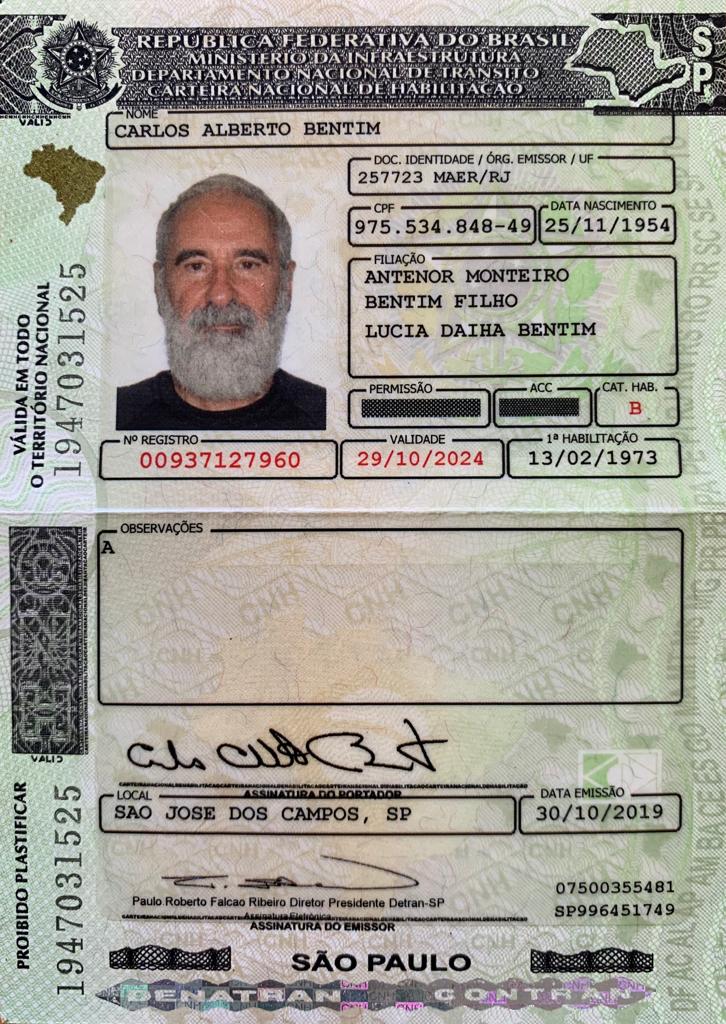 REPÚBLICA FEDERATIVA DO BRASIL
MINISTÉRIO DA INFRAESTRUTURA
DEPARTAMENTO NACIONAL DE TRÂNSITO
CARTEIRA NACIONAL DE HABILITAÇÃO
SP
VALID
NOME
CARLOS ALBERTO BENTIM
DOC. IDENTIDADE / ÓRG. EMISSOR / UF
257723 MAER/RJ
CPF
975.534.848-49
DATA NASCIMENTO
25/11/1954
FILIAÇÃO
ANTENOR MONTEIRO
BENTIM FILHO
LUCIA DAIHA BENTIM
PERMISSÃO
ACC
CAT. HAB.
B
Nº REGISTRO
00937127960
VALIDADE
29/10/2024
1ª HABILITAÇÃO
13/02/1973
VÁLIDA EM TODO
O TERRITÓRIO NACIONAL
1947031525
OBSERVAÇÕES
A
VALID
ASSINATURA DO PORTADOR
LOCAL
SAO JOSE DOS CAMPOS, SP
DATA EMISSÃO
30/10/2019
PROIBIDO PLASTIFICAR
1947031525
Paulo Roberto Falcao Ribeiro Diretor Presidente Detran-SP
Assinatura Eletrônica
ASSINATURA DO EMISSOR
07500355481
SP996451749
SÃO PAULO
DENATRAN CONTRAN